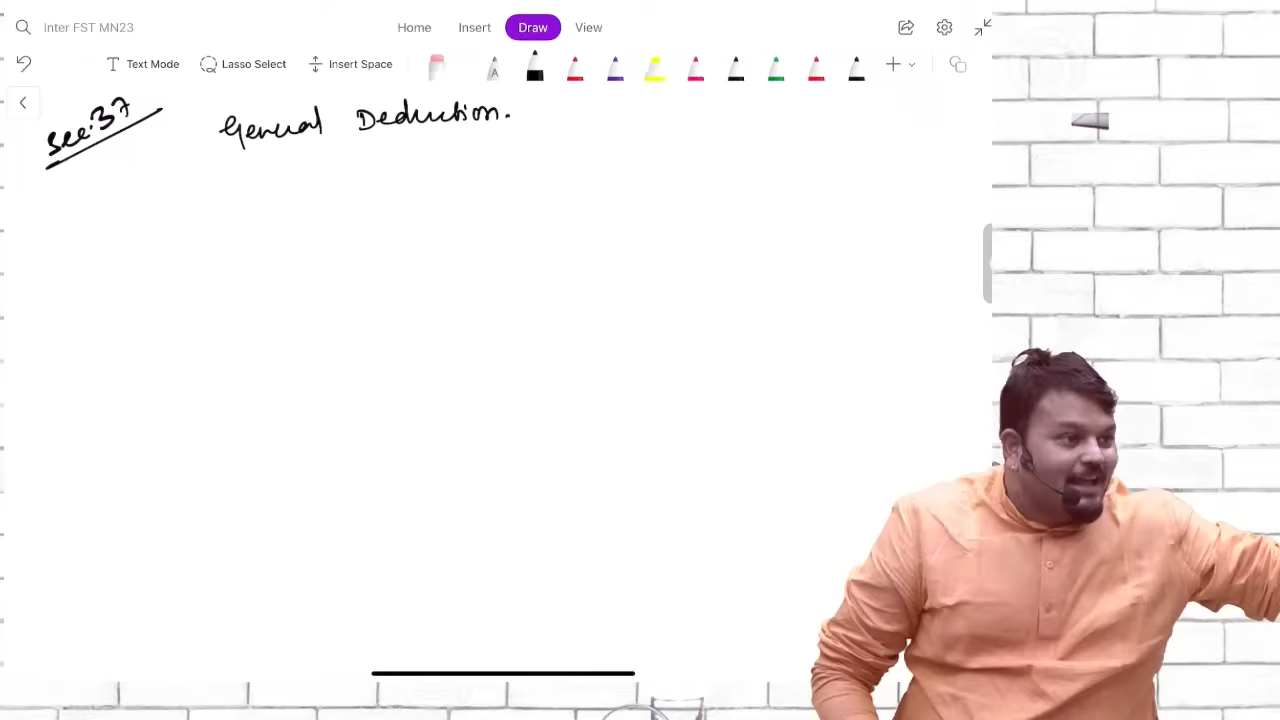 Inter FST MN23
Home Insert Draw View
Text Mode Lasso Select Insert Space
A
Sec.37 General Deduction.